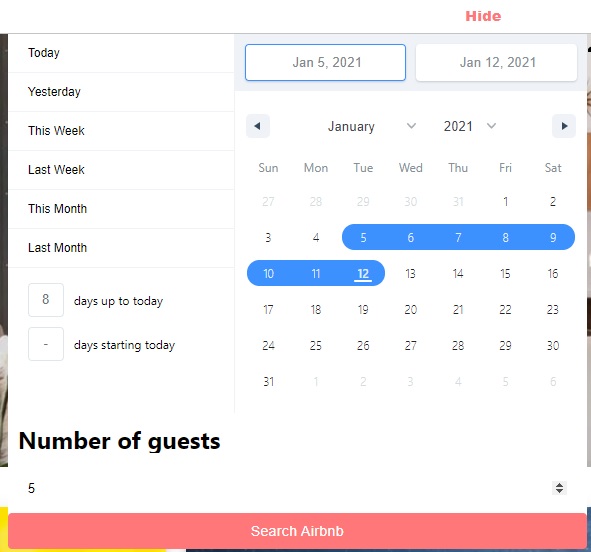 Hide
Today
Yesterday
This Week
Last Week
This Month
Last Month
8 days up to today
- days starting today
Jan 5, 2021 Jan 12, 2021
January 2021
Sun Mon Tue Wed Thu Fri Sat
27 28 29 30 31 1 2
3 4 5 6 7 8 9
10 11 12 13 14 15 16
17 18 19 20 21 22 23
24 25 26 27 28 29 30
31 1 2 3 4 5 6
Number of guests
5
Search Airbnb